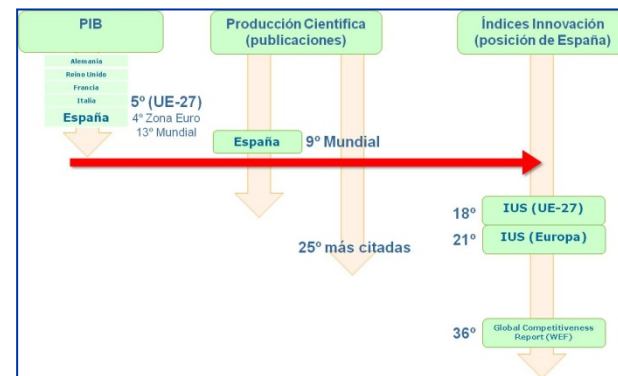 PIB
Alemania
Reino Unido
Francia
Italia
España
5º (UE-27)
4º Zona Euro
13º Mundial
Producción Científica
(publicaciones)
España
9º Mundial
25º más citadas
Índices Innovación
(posición de España)
18º
IUS (UE-27)
21º
IUS (Europa)
36º
Global Competitiveness
Report (WEF)